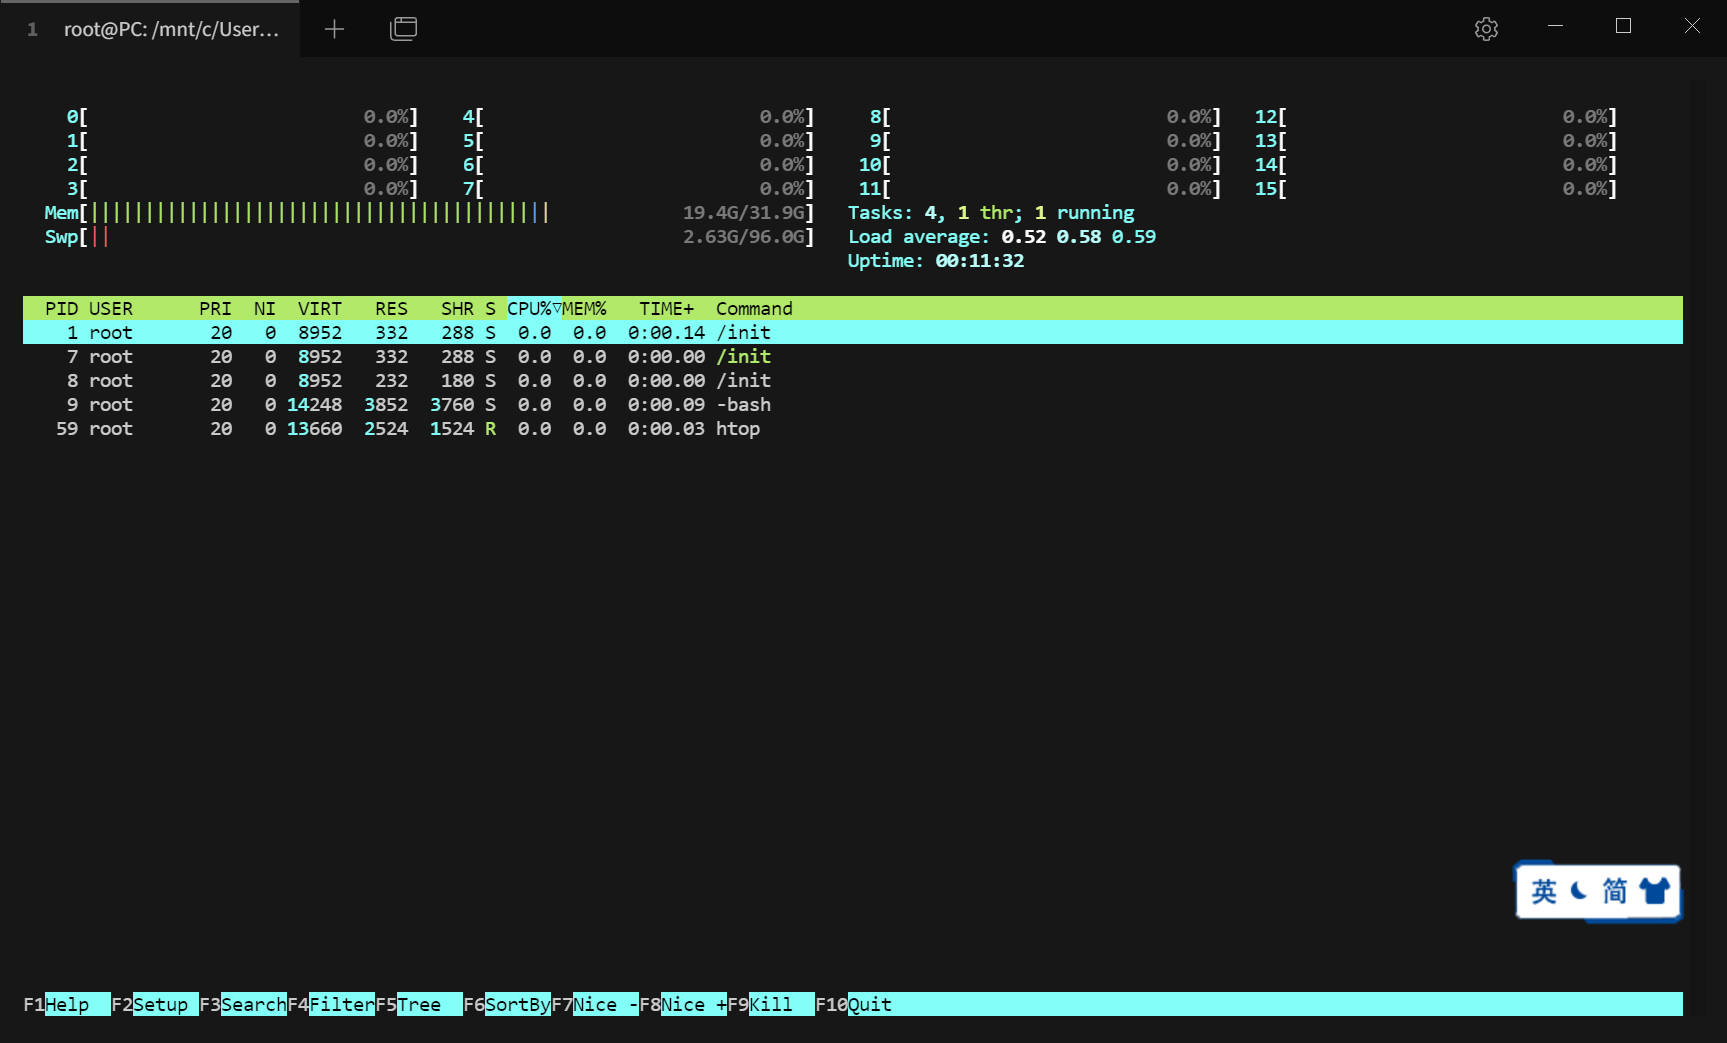 1 root@PC: /mnt/c/User...
0[ 0.0%] 4[ 0.0%] 8[ 0.0%] 12[ 0.0%]
1[ 0.0%] 5[ 0.0%] 9[ 0.0%] 13[ 0.0%]
2[ 0.0%] 6[ 0.0%] 10[ 0.0%] 14[ 0.0%]
3[ 0.0%] 7[ 0.0%] 11[ 0.0%] 15[ 0.0%]
Mem[|||||||||||||||||||||||||||||||||||||||||| 19.4G/31.9G] Tasks: 4, 1 thr; 1 running
Swp[|| 2.63G/96.0G] Load average: 0.52 0.58 0.59
Uptime: 00:11:32
PID USER PRI NI VIRT RES SHR S CPU%▽MEM% TIME+ Command
1 root 20 0 8952 332 288 S 0.0 0.0 0:00.14 /init
7 root 20 0 8952 332 288 S 0.0 0.0 0:00.00 /init
8 root 20 0 8952 232 180 S 0.0 0.0 0:00.00 /init
9 root 20 0 14248 3852 3760 S 0.0 0.0 0:00.09 -bash
59 root 20 0 13660 2524 1524 R 0.0 0.0 0:00.03 htop
英 简
F1Help F2Setup F3SearchF4FilterF5Tree F6SortByF7Nice -F8Nice +F9Kill F10Quit